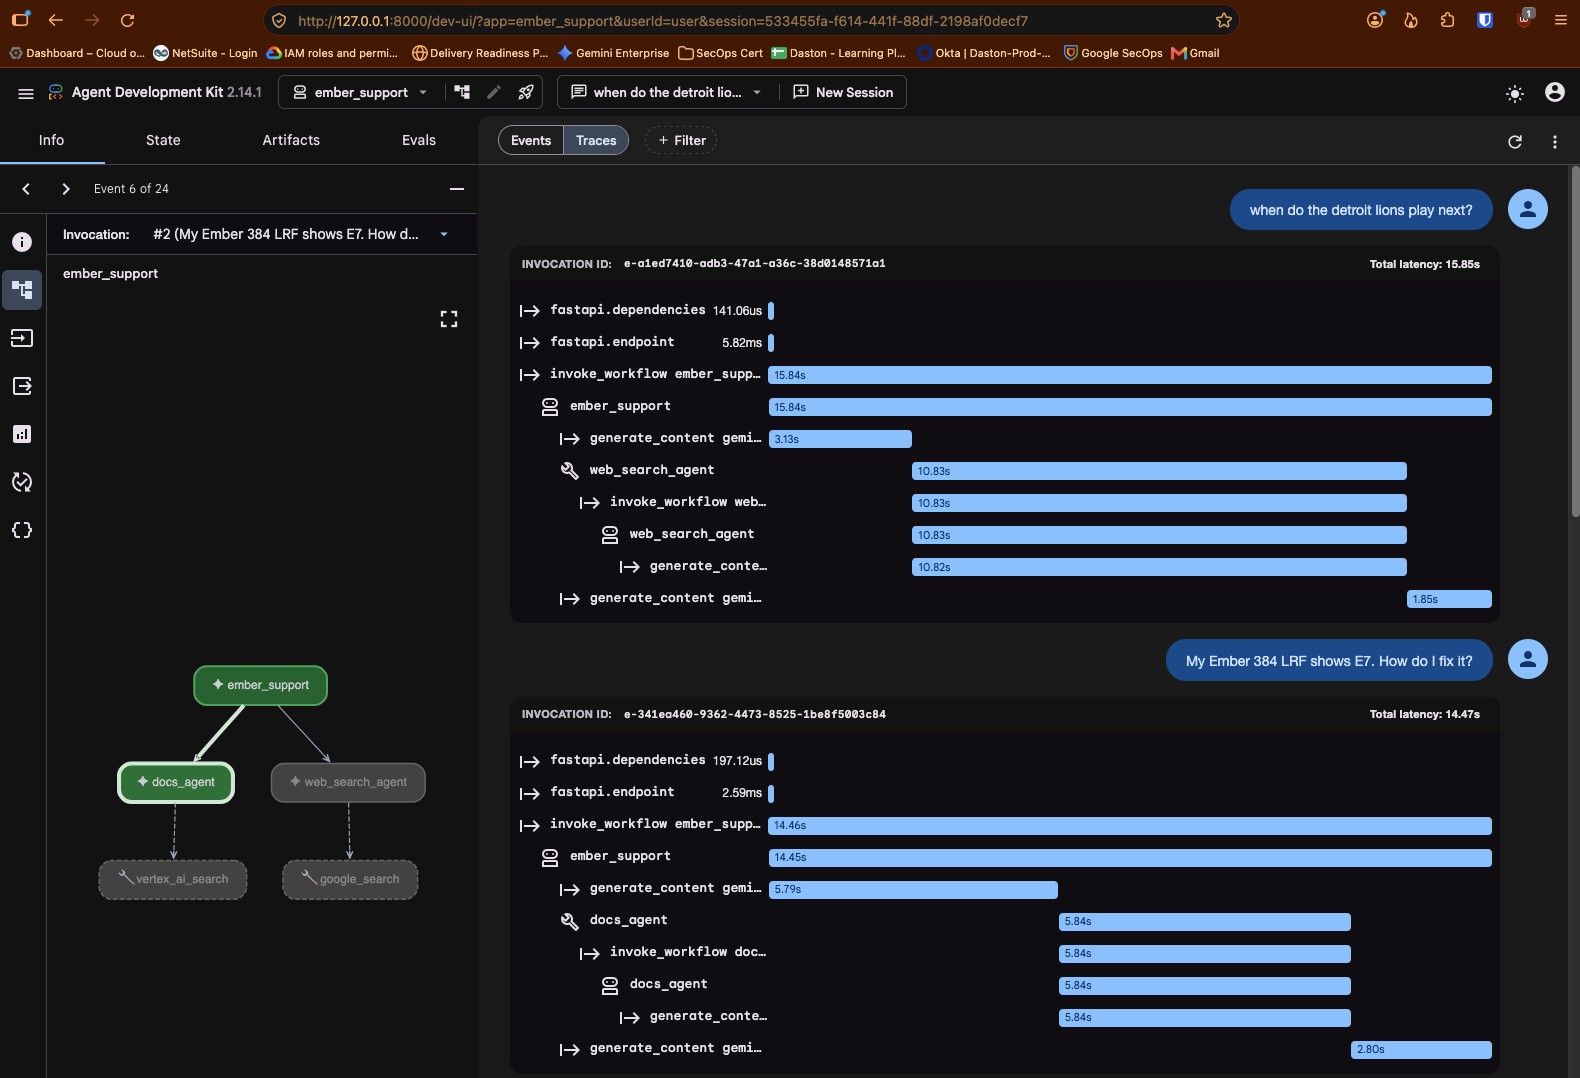 http://127.0.0.1:8000/dev-ui/?app=ember_support&userId=user&session=533455fa-f614-441f-88df-2198af0decf7
1
Dashboard – Cloud o...
NetSuite - Login
IAM roles and permi...
Delivery Readiness P...
Gemini Enterprise
SecOps Cert
Daston - Learning Pl...
Okta | Daston-Prod-...
Google SecOps
Gmail
Agent Development Kit 2.14.1
ember_support
when do the detroit lio...
New Session
Info
State
Artifacts
Evals
Events
Traces
+ Filter
Event 6 of 24
Invocation: #2 (My Ember 384 LRF shows E7. How d...
ember_support
ember_support
docs_agent
web_search_agent
vertex_ai_search
google_search
when do the detroit lions play next?
INVOCATION ID: e-a1ed7410-adb3-47a1-a36c-38d0148571a1
Total latency: 15.85s
fastapi.dependencies 141.06us
fastapi.endpoint 5.82ms
invoke_workflow ember_supp... 15.84s
ember_support 15.84s
generate_content gemi... 3.13s
web_search_agent 10.83s
invoke_workflow web... 10.83s
web_search_agent 10.83s
generate_conte... 10.82s
generate_content gemi... 1.85s
My Ember 384 LRF shows E7. How do I fix it?
INVOCATION ID: e-341ea460-9362-4473-8525-1be8f5003c84
Total latency: 14.47s
fastapi.dependencies 197.12us
fastapi.endpoint 2.59ms
invoke_workflow ember_supp... 14.46s
ember_support 14.45s
generate_content gemi... 5.79s
docs_agent 5.84s
invoke_workflow doc... 5.84s
docs_agent 5.84s
generate_conte... 5.84s
generate_content gemi... 2.80s